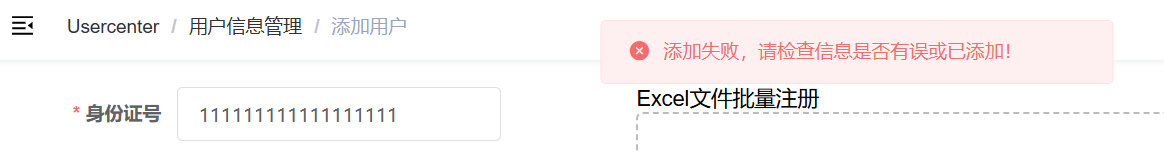 Usercenter / 用户信息管理 / 添加用户
添加失败，请检查信息是否有误或已添加!
* 身份证号 111111111111111111
Excel文件批量注册